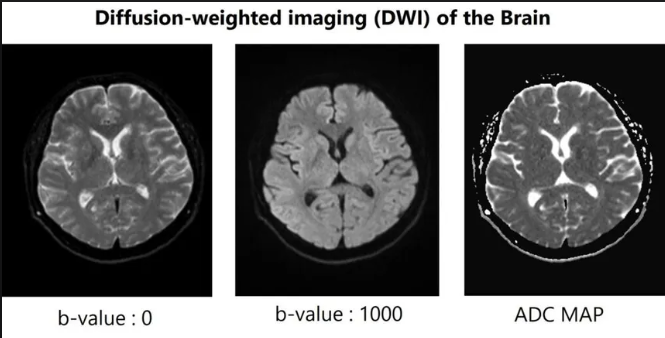 Diffusion-weighted imaging (DWI) of the Brain
b-value : 0
b-value : 1000
ADC MAP